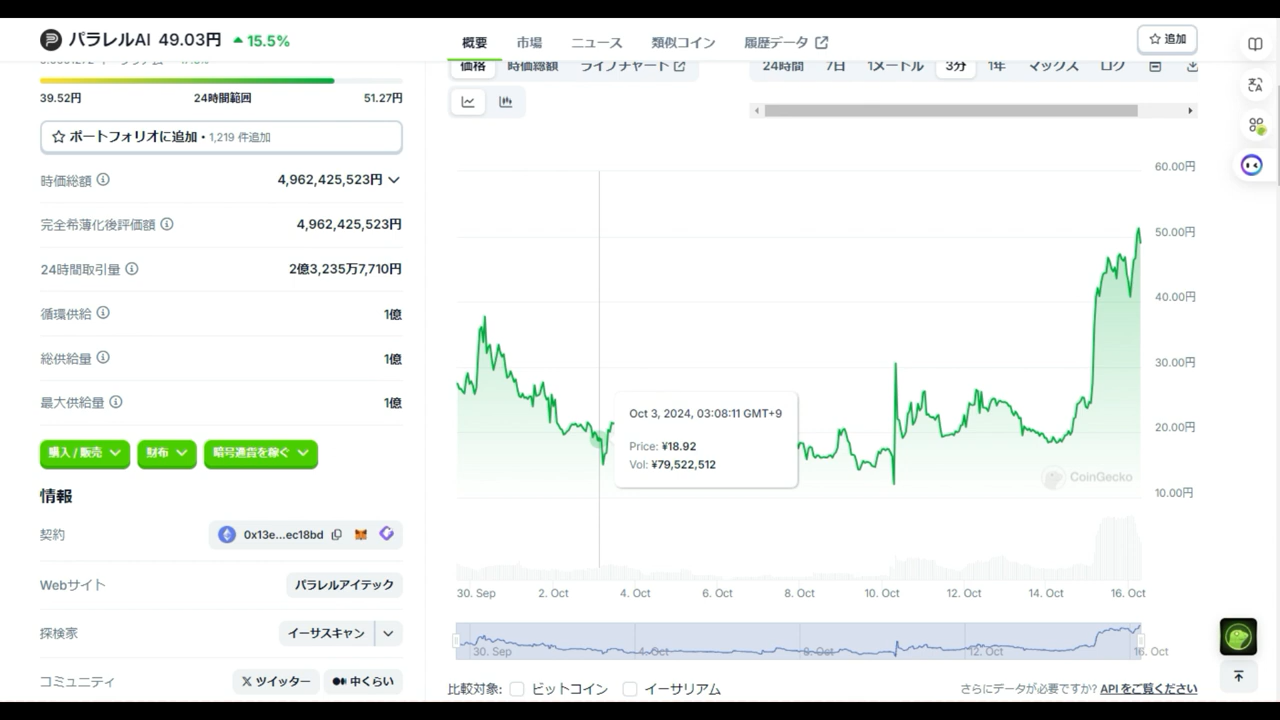 パラレルAI 49.03円 ▲ 15.5%
39.52円 24時間範囲 51.27円
ポートフォリオに追加 • 1,219 件追加
時価総額 4,962,425,523円
完全希薄化後評価額 4,962,425,523円
24時間取引量 2億3,235万7,710円
循環供給 1億
総供給量 1億
最大供給量 1億
購入 / 販売 財布 暗号通貨を稼ぐ
情報
契約 0x13e...ec18bd
Webサイト パラレルアイテック
探検家 イーサスキャン
コミュニティ ツイッター 中くらい
概要 市場 ニュース 類似コイン 履歴データ
追加
価格 時価総額 ライブチャート
24時間 7日 1メートル 3分 1年 マックス ログ
60.00円
50.00円
40.00円
30.00円
20.00円
10.00円
Oct 3, 2024, 03:08:11 GMT+9
Price: ¥18.92
Vol: ¥79,522,512
CoinGecko
30. Sep 2. Oct 4. Oct 6. Oct 8. Oct 10. Oct 12. Oct 14. Oct 16. Oct
30. Sep 4. Oct 8. Oct 12. Oct 16. Oct
比較対象: ビットコイン イーサリアム
さらにデータが必要ですか? APIをご覧ください